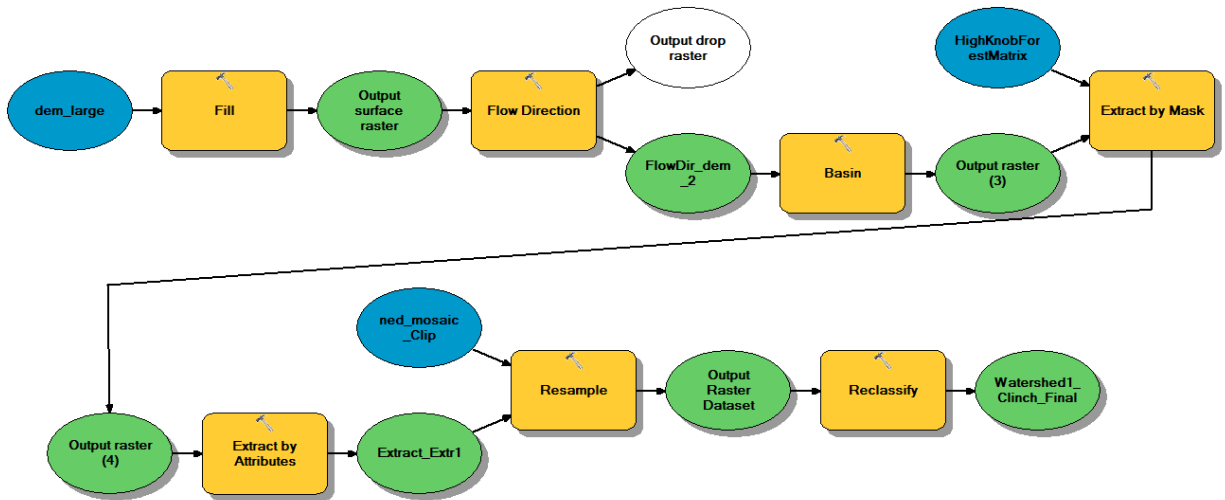 dem_large
Fill
Output
surface
raster
Flow Direction
Output drop
raster
FlowDir_dem
_2
Basin
Output raster
(3)
HighKnobFor
estMatrix
Extract by Mask
Output raster
(4)
Extract by
Attributes
Extract_Extr1
ned_mosaic
_Clip
Resample
Output
Raster
Dataset
Reclassify
Watershed1_
Clinch_Final